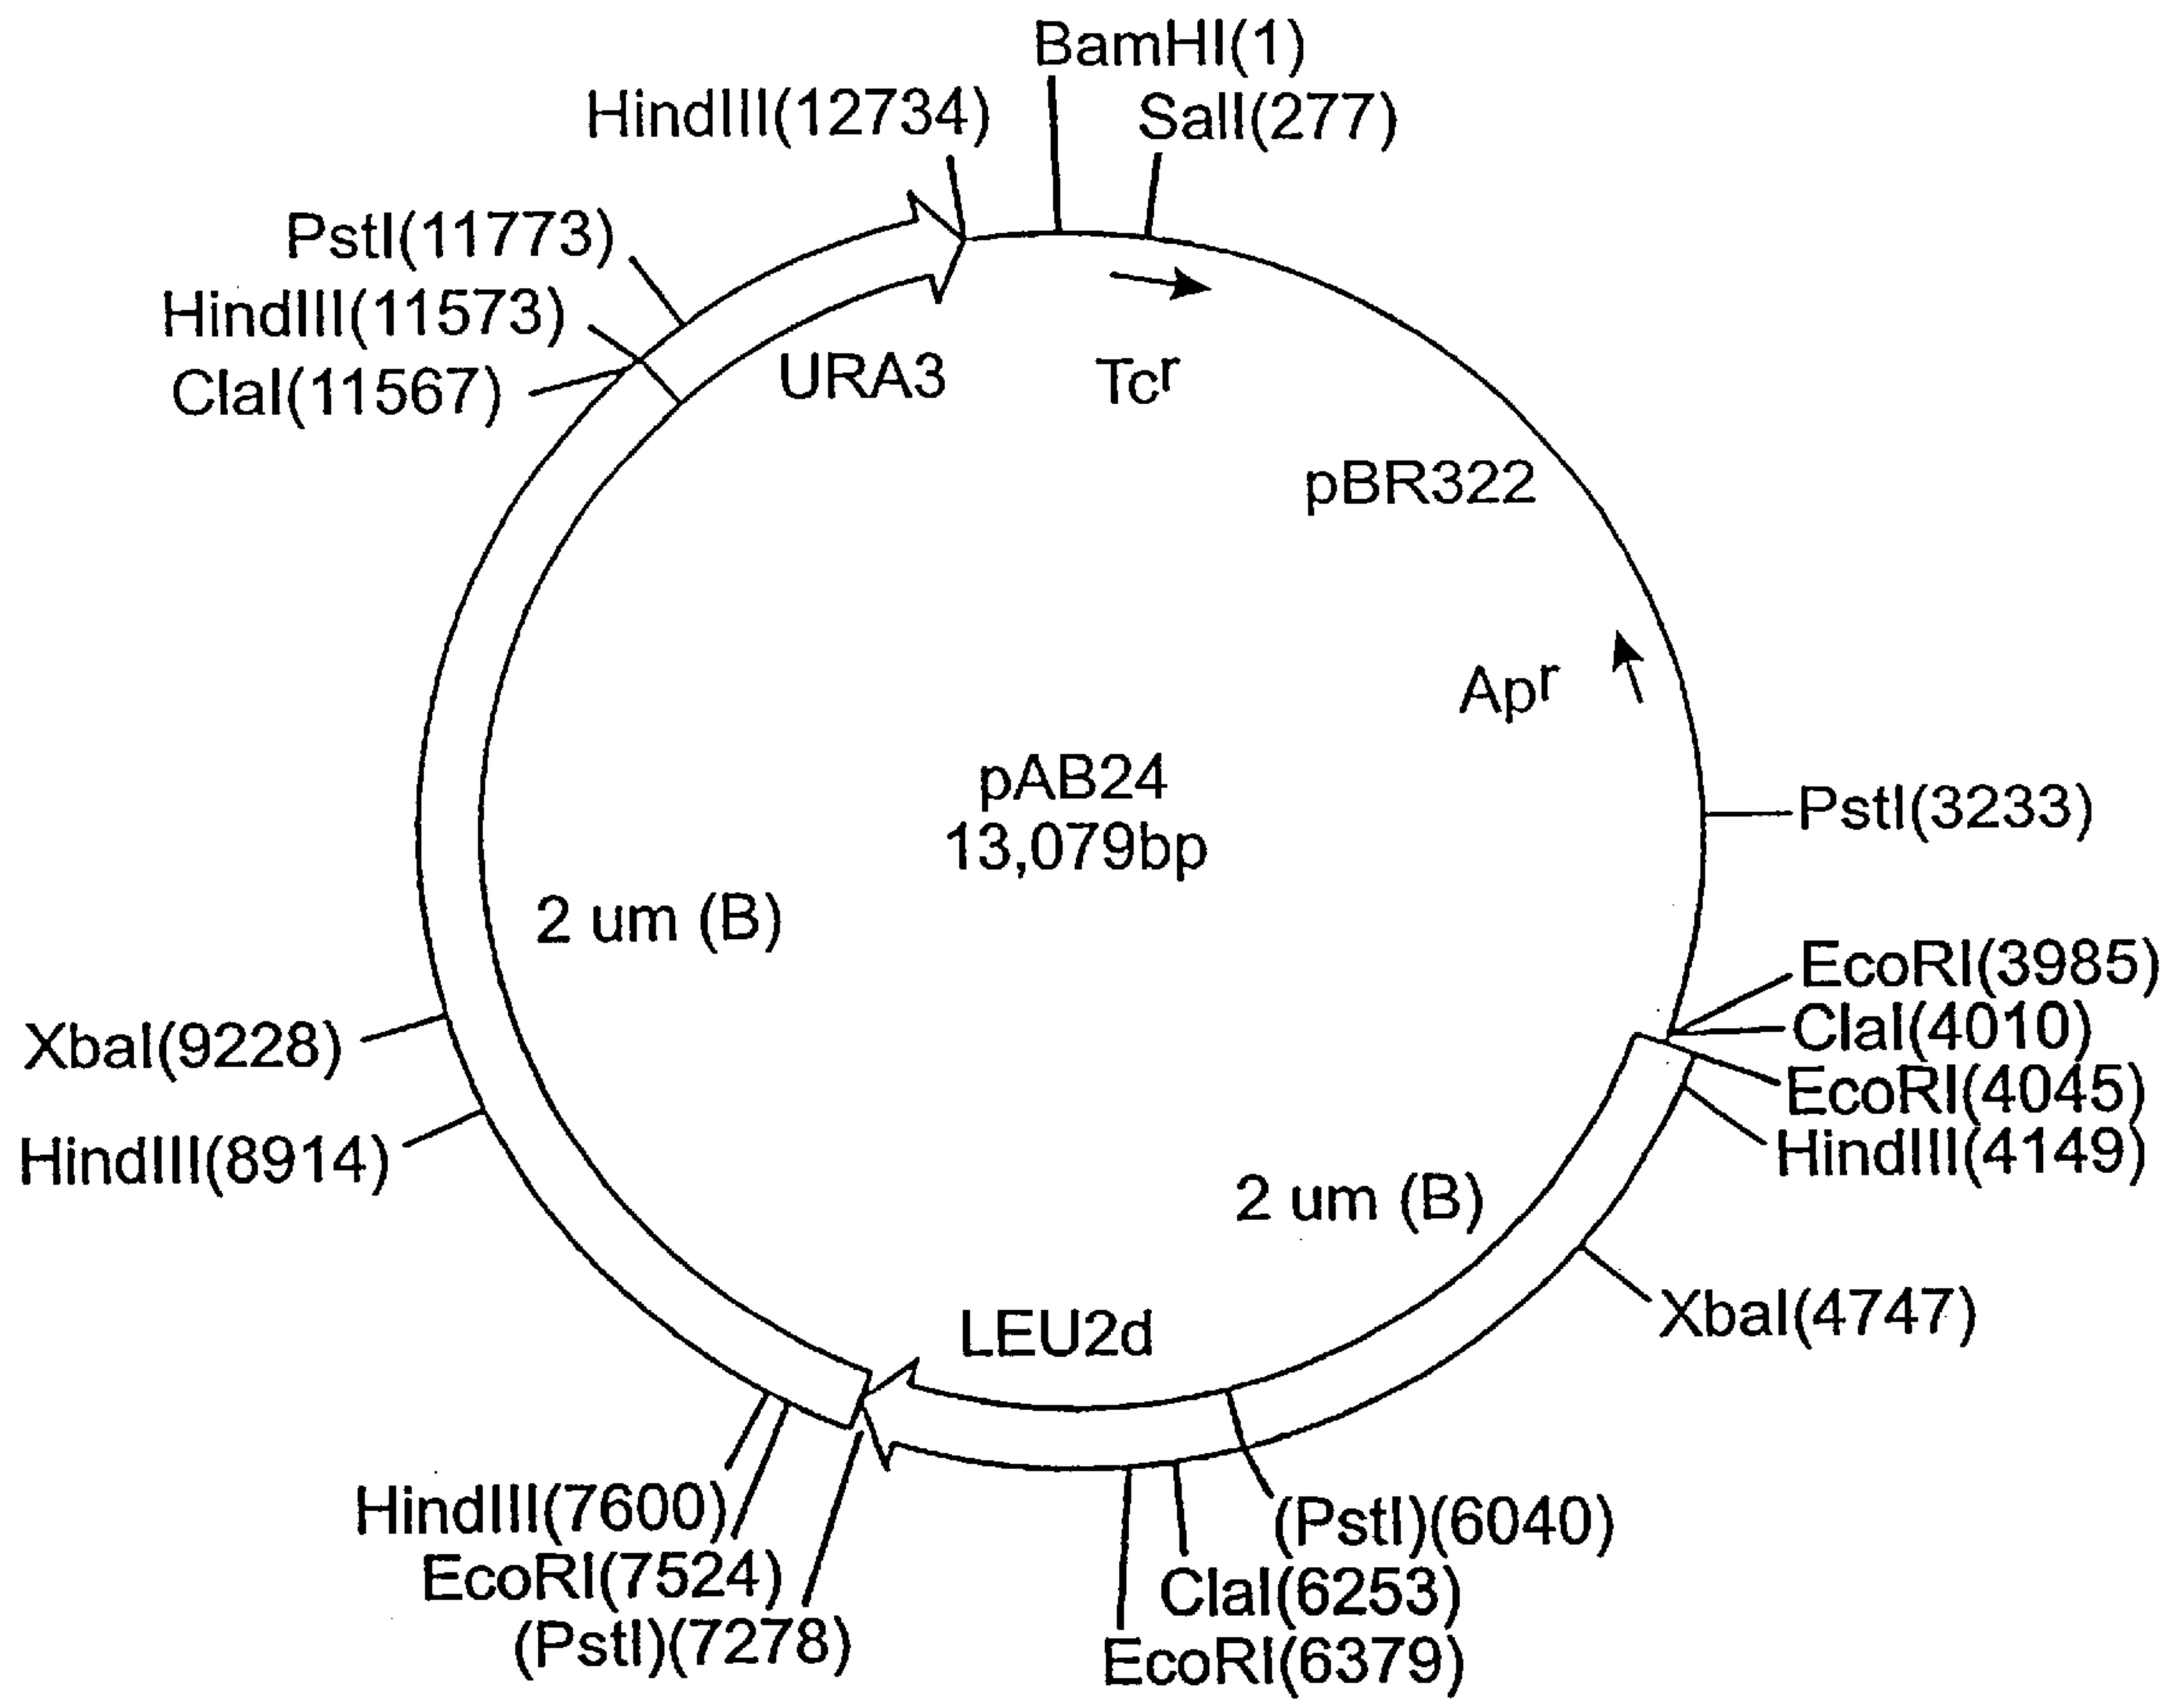 BamHI(1)
HindIII(12734)
SalI(277)
PstI(11773)
HindIII(11573)
ClaI(11567)
URA3
Tcr
pBR322
Apr
pAB24
13,079bp
PstI(3233)
2 um (B)
EcoRI(3985)
ClaI(4010)
EcoRI(4045)
HindIII(4149)
XbaI(9228)
HindIII(8914)
2 um (B)
XbaI(4747)
LEU2d
HindIII(7600)
EcoRI(7524)
(PstI)(7278)
(PstI)(6040)
ClaI(6253)
EcoRI(6379)